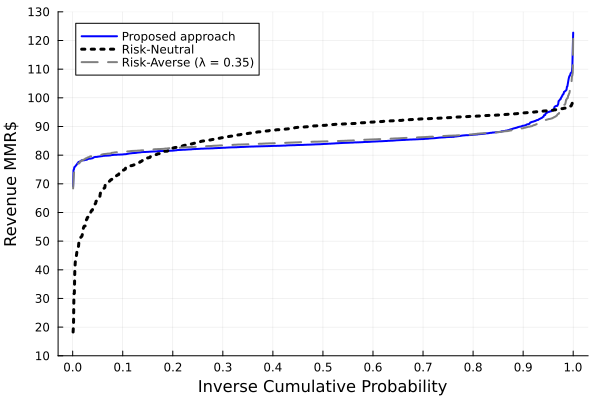 130
120
110
100
90
80
70
60
50
40
30
20
10
Revenue MMR$
Proposed approach
Risk-Neutral
Risk-Averse (λ = 0.35)
0.0 0.1 0.2 0.3 0.4 0.5 0.6 0.7 0.8 0.9 1.0
Inverse Cumulative Probability